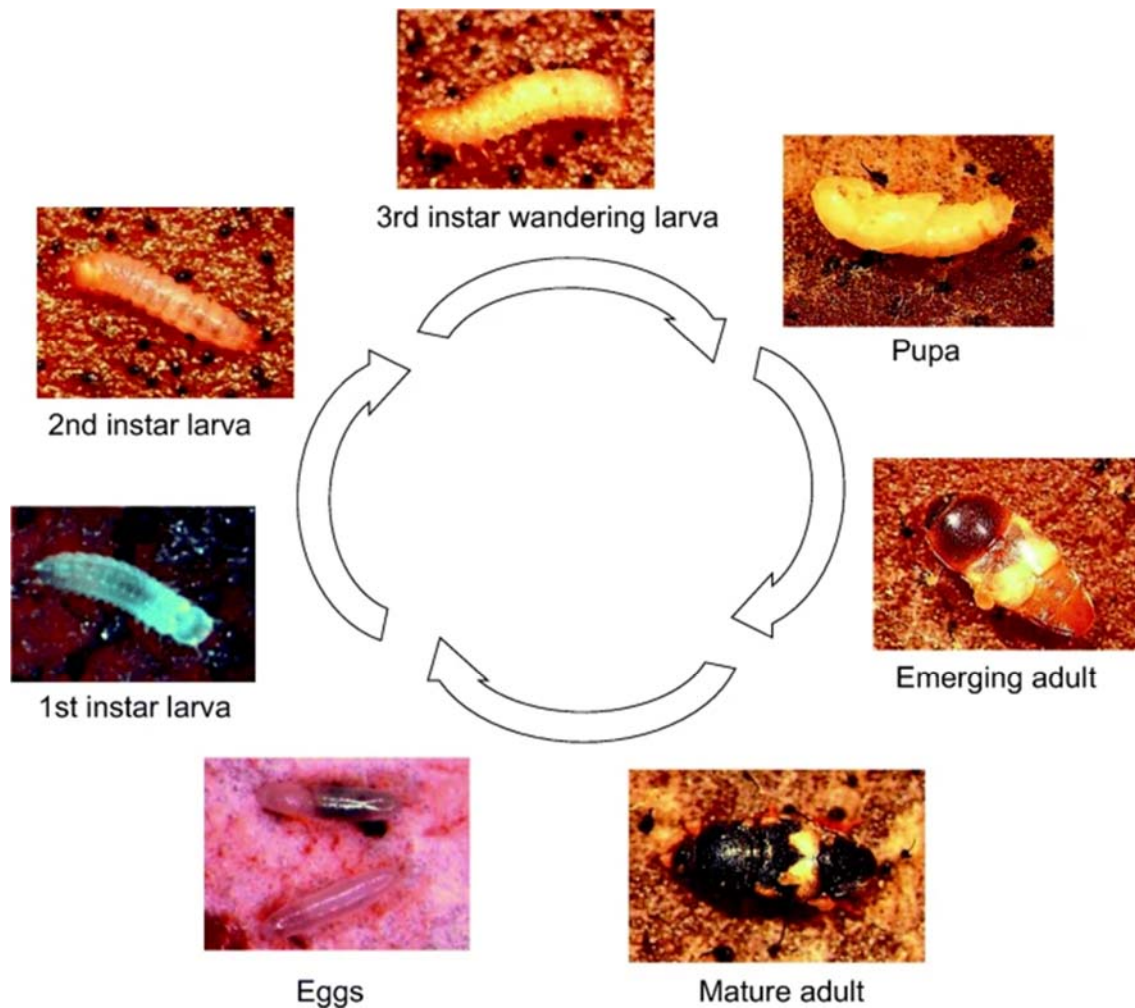 3rd instar wandering larva
Pupa
2nd instar larva
Emerging adult
1st instar larva
Mature adult
Eggs